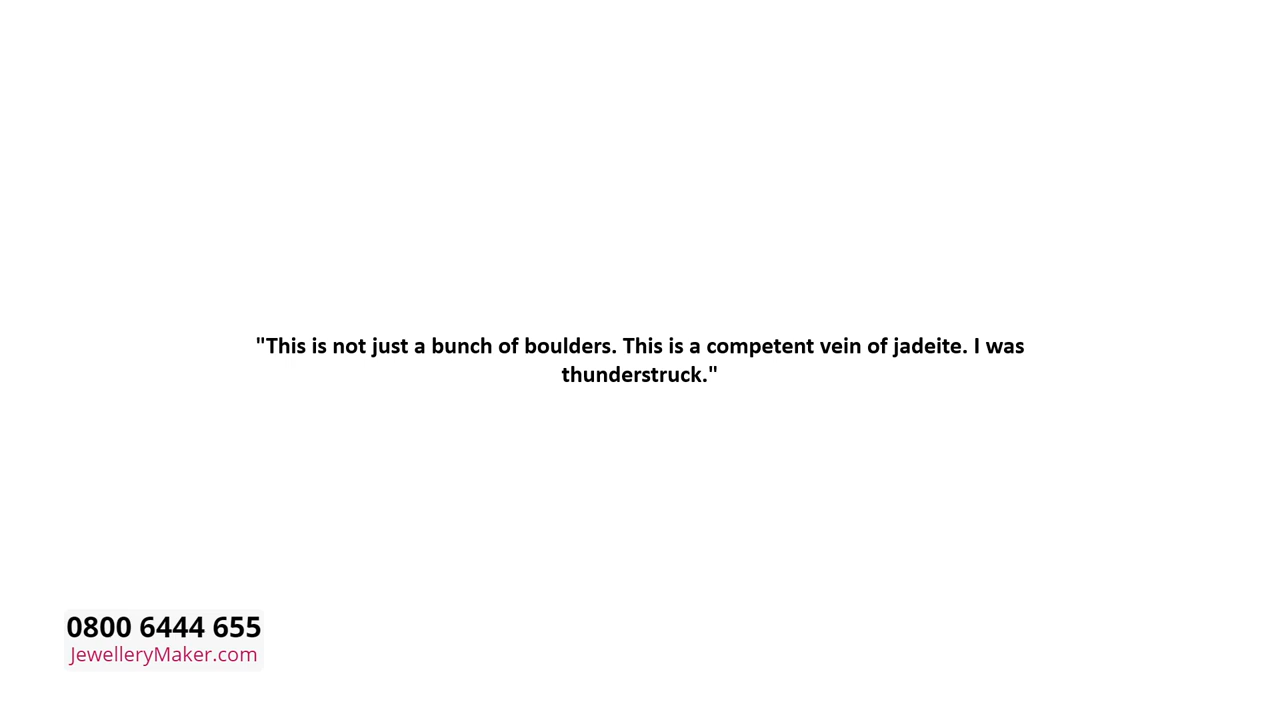 "This is not just a bunch of boulders. This is a competent vein of jadeite. I was
thunderstruck."
0800 6444 655
JewelleryMaker.com